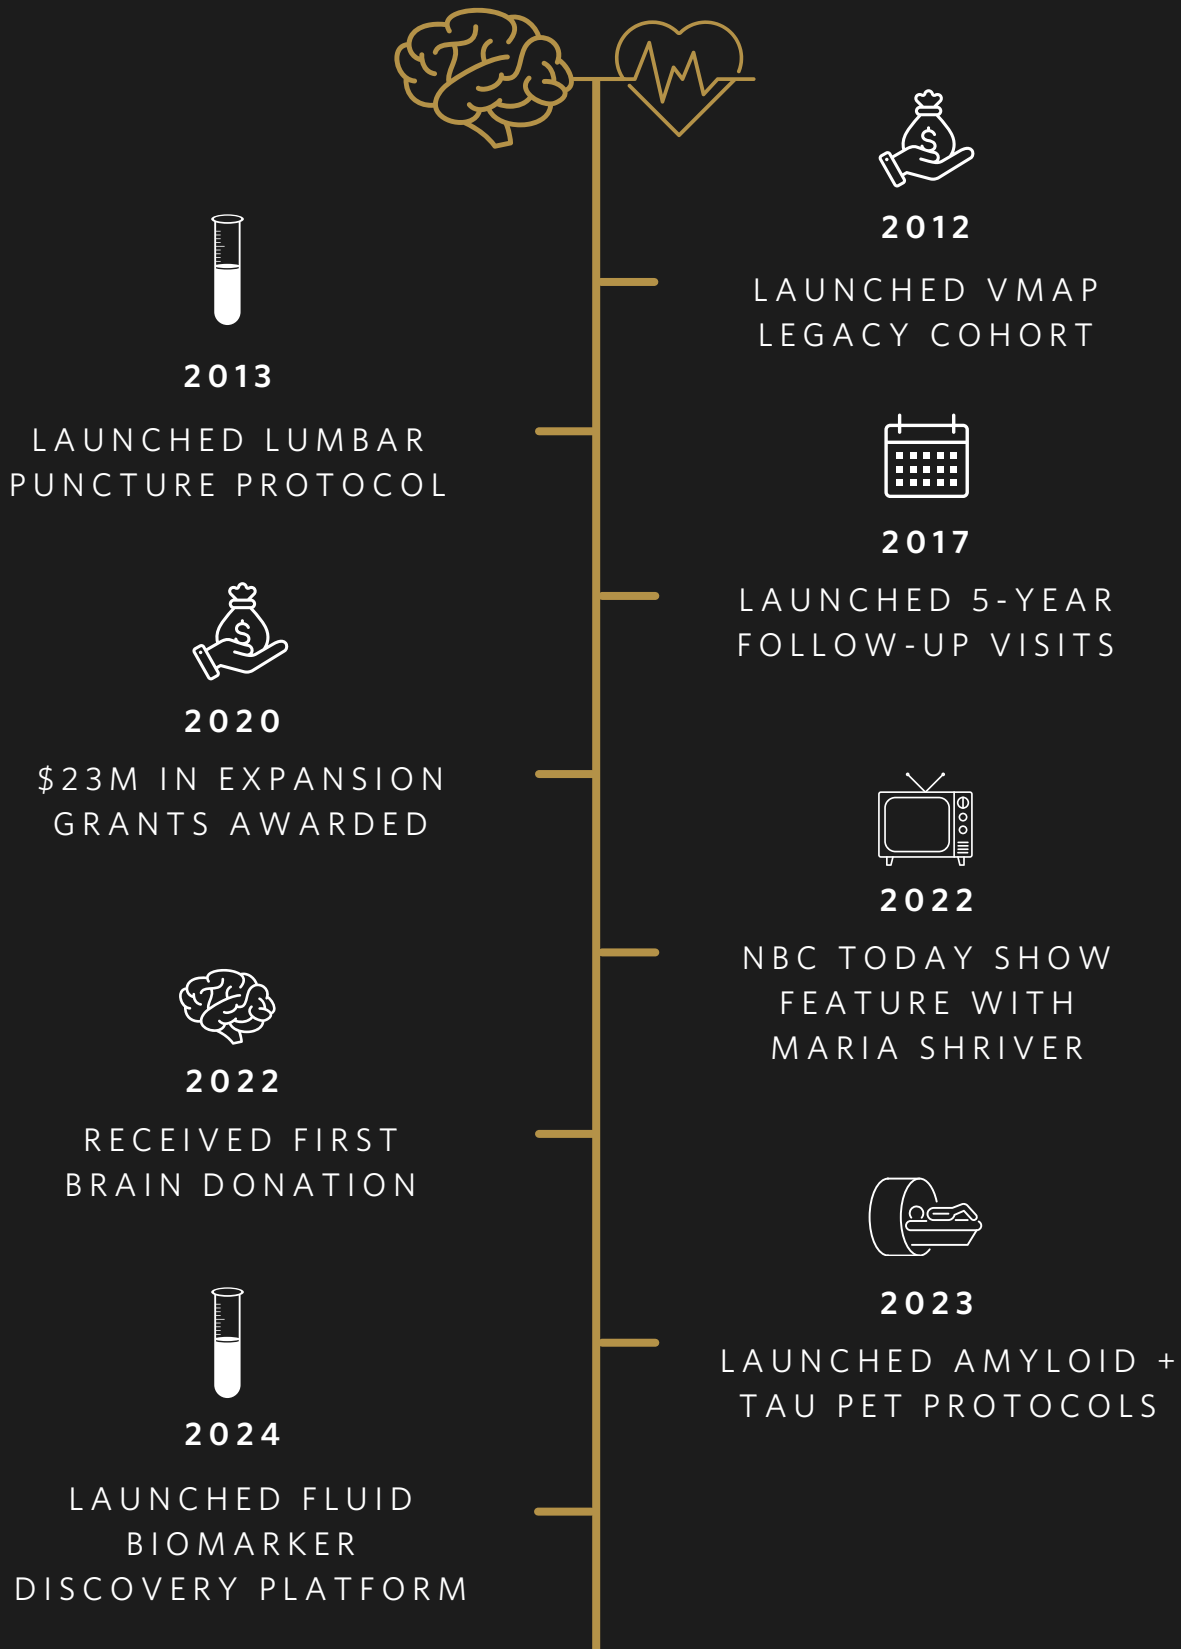 2012
LAUNCHED VMAP
LEGACY COHORT
2013
LAUNCHED LUMBAR
PUNCTURE PROTOCOL
2017
LAUNCHED 5-YEAR
FOLLOW-UP VISITS
2020
$23M IN EXPANSION
GRANTS AWARDED
2022
NBC TODAY SHOW
FEATURE WITH
MARIA SHRIVER
2022
RECEIVED FIRST
BRAIN DONATION
2023
LAUNCHED AMYLOID +
TAU PET PROTOCOLS
2024
LAUNCHED FLUID
BIOMARKER
DISCOVERY PLATFORM